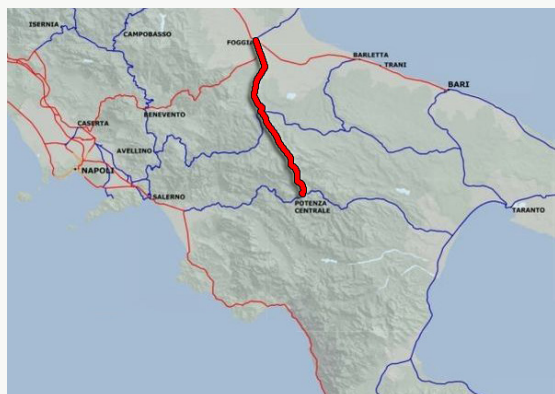 ISERNIA
CAMPOBASSO
FOGGIA
BARLETTA
TRANI
BARI
BENEVENTO
CASERTA
AVELLINO
NAPOLI
SALERNO
POTENZA
CENTRALE
TARANTO